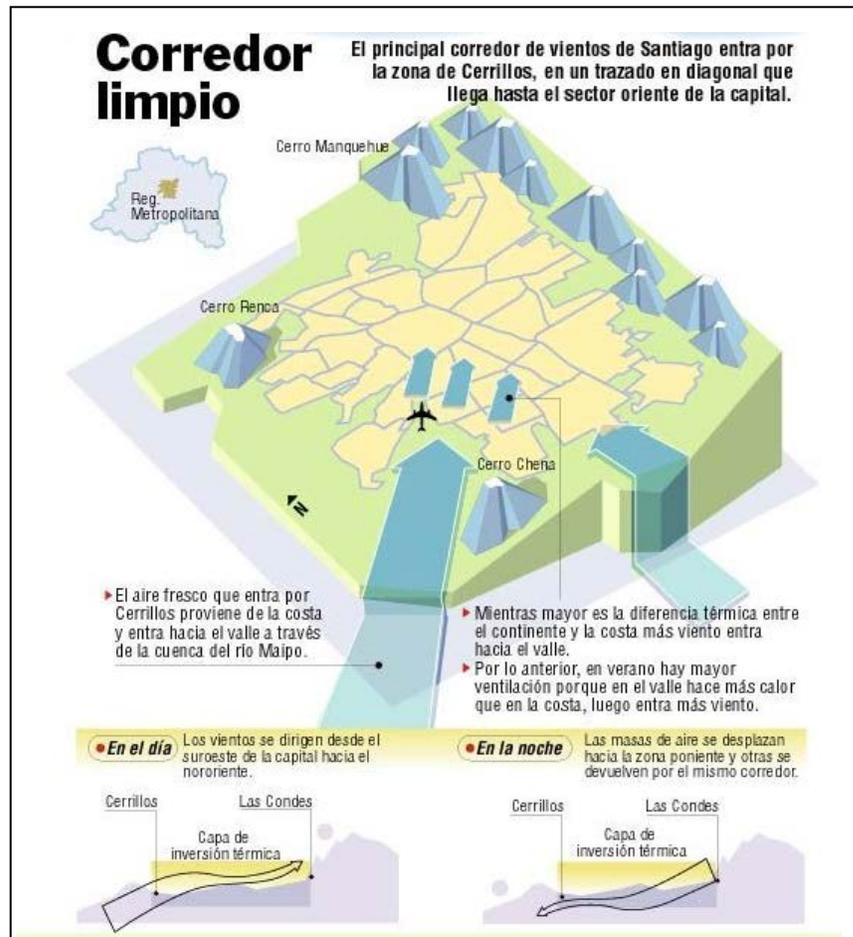 Corredor
limpio
El principal corredor de vientos de Santiago entra por
la zona de Cerrillos, en un trazado en diagonal que
llega hasta el sector oriente de la capital.
Cerro Manquehue
Reg.
Metropolitana
Cerro Renca
Cerro Chena
N
El aire fresco que entra por
Cerrillos proviene de la costa
y entra hacia el valle a través
de la cuenca del río Maipo.
Mientras mayor es la diferencia térmica entre
el continente y la costa más viento entra
hacia el valle.
Por lo anterior, en verano hay mayor
ventilación porque en el valle hace más calor
que en la costa, luego entra más viento.
En el día
Los vientos se dirigen desde el
suroeste de la capital hacia el
nororiente.
Cerrillos
Las Condes
Capa de
inversión térmica
En la noche
Las masas de aire se desplazan
hacia la zona poniente y otras se
devuelven por el mismo corredor.
Cerrillos
Las Condes
Capa de
inversión térmica